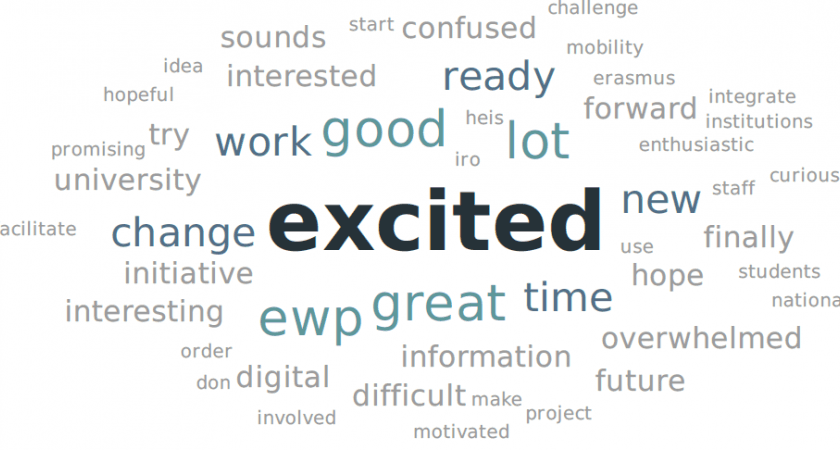 challenge
sounds start confused
mobility
idea interested ready erasmus
hopeful forward integrate
try work good heis lot institutions
promising iro enthusiastic
university curious
excited new staff
acilitate change use finally
initiative hope students
interesting ewp great time nationa
order information overwhelmed
don digital future
difficult make
involved project
motivated